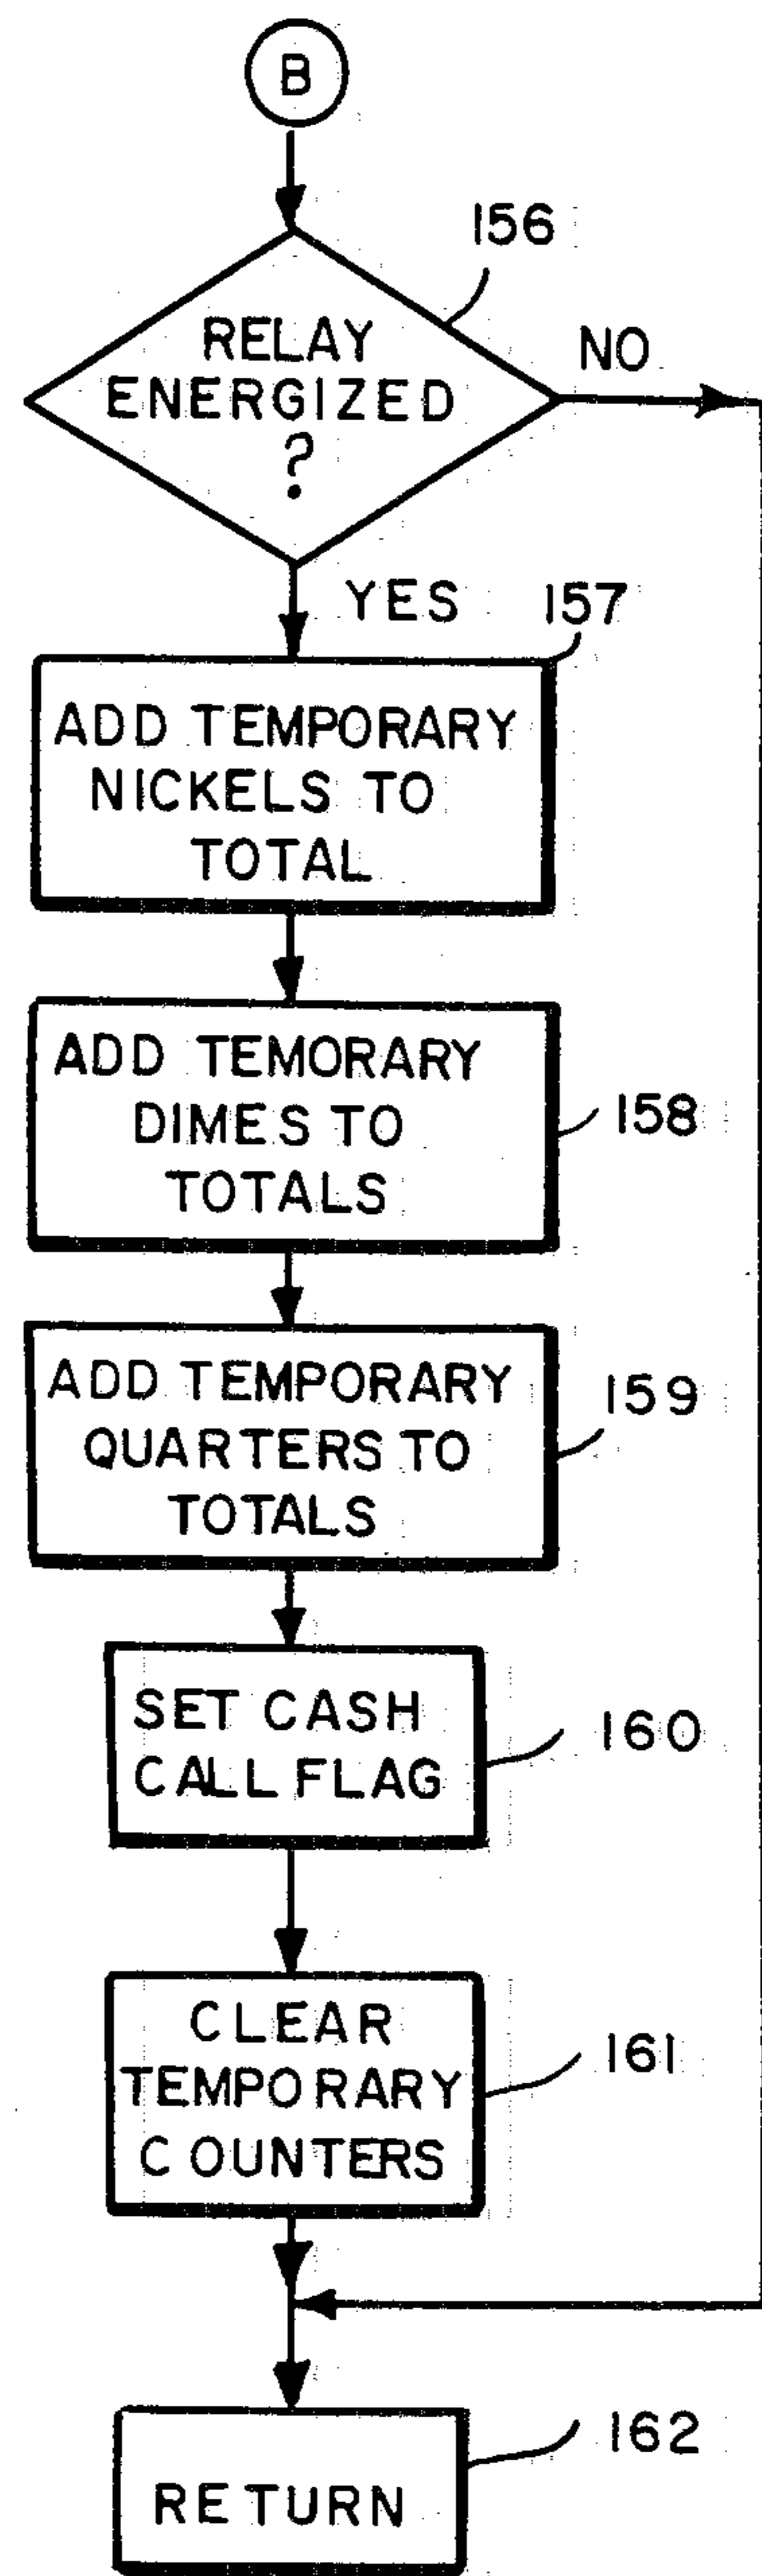 B
156
RELAY
ENERGIZED
?
NO
YES
157
ADD TEMPORARY
NICKELS TO
TOTAL
ADD TEMORARY
DIMES TO
TOTALS
158
ADD TEMPORARY
QUARTERS TO
TOTALS
159
SET CASH
CALL FLAG
160
CLEAR
TEMPORARY
COUNTERS
161
RETURN
162